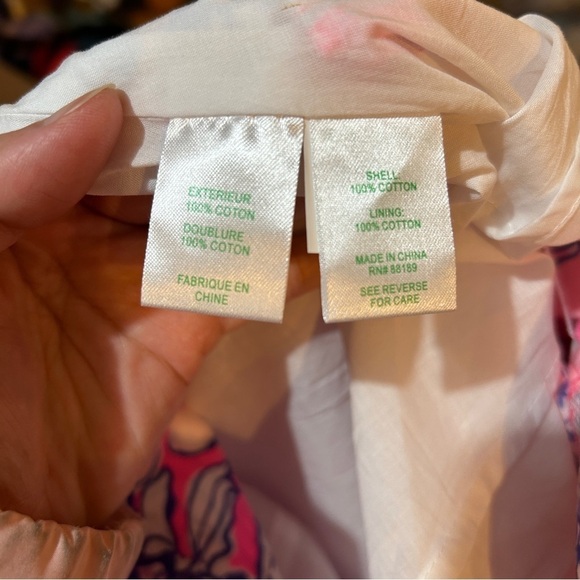 EXTERIEUR
100% COTON
DOUBLURE
100% COTON
FABRIQUE EN
CHINE
SHELL:
100% COTTON
LINING:
100% COTTON
MADE IN CHINA
RN# 88189
SEE REVERSE
FOR CARE